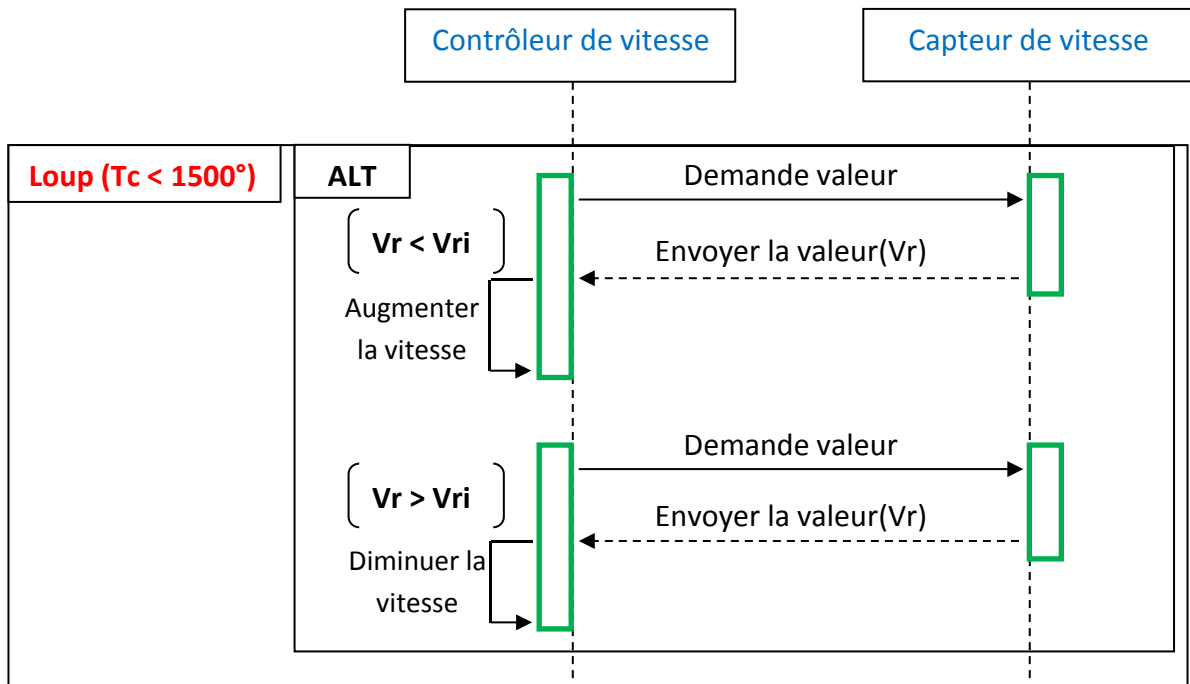 Contrôleur de vitesse
Capteur de vitesse
Loup (Tc < 1500°)
ALT
Demande valeur
Vr < Vri
Envoyer la valeur(Vr)
Augmenter
la vitesse
Demande valeur
Vr > Vri
Envoyer la valeur(Vr)
Diminuer la
vitesse